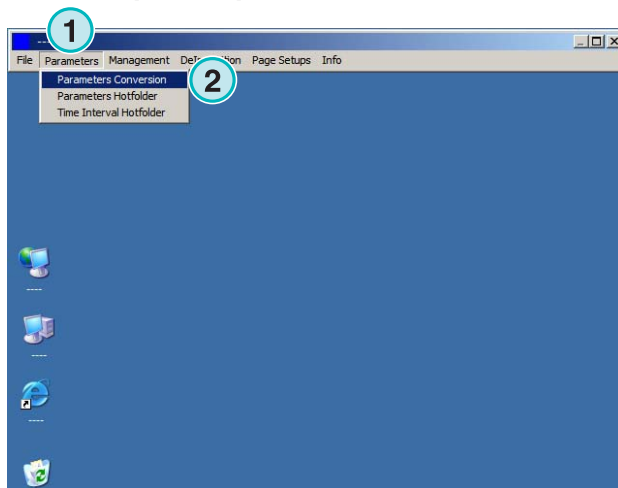 1
----
File Parameters Management Page Setups Info
Parameters Conversion
2
Parameters Hotfolder
Time Interval Hotfolder
----
----
----